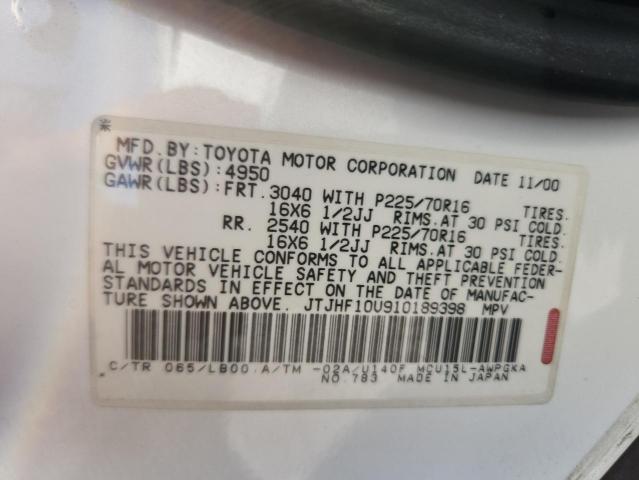 MFD.BY:TOYOTA MOTOR CORPORATION DATE 11/00
GVWR(LBS):4950
GAWR(LBS):FRT.3040 WITH P225/70R16 TIRES.
16X6 1/2JJ RIMS.AT 30 PSI COLD.
RR. 2540 WITH P225/70R16 TIRES.
16X6 1/2JJ RIMS.AT 30 PSI COLD.
THIS VEHICLE CONFORMS TO ALL APPLICABLE FEDER-
AL MOTOR VEHICLE SAFETY AND THEFT PREVENTION
STANDARDS IN EFFECT ON THE DATE OF MANUFAC-
TURE SHOWN ABOVE. JTJHF10U910189398 MPV
C/TR 065/LB00 A/TM -02A/U140F MCU15L-AWPGKA
NO.783 MADE IN JAPAN